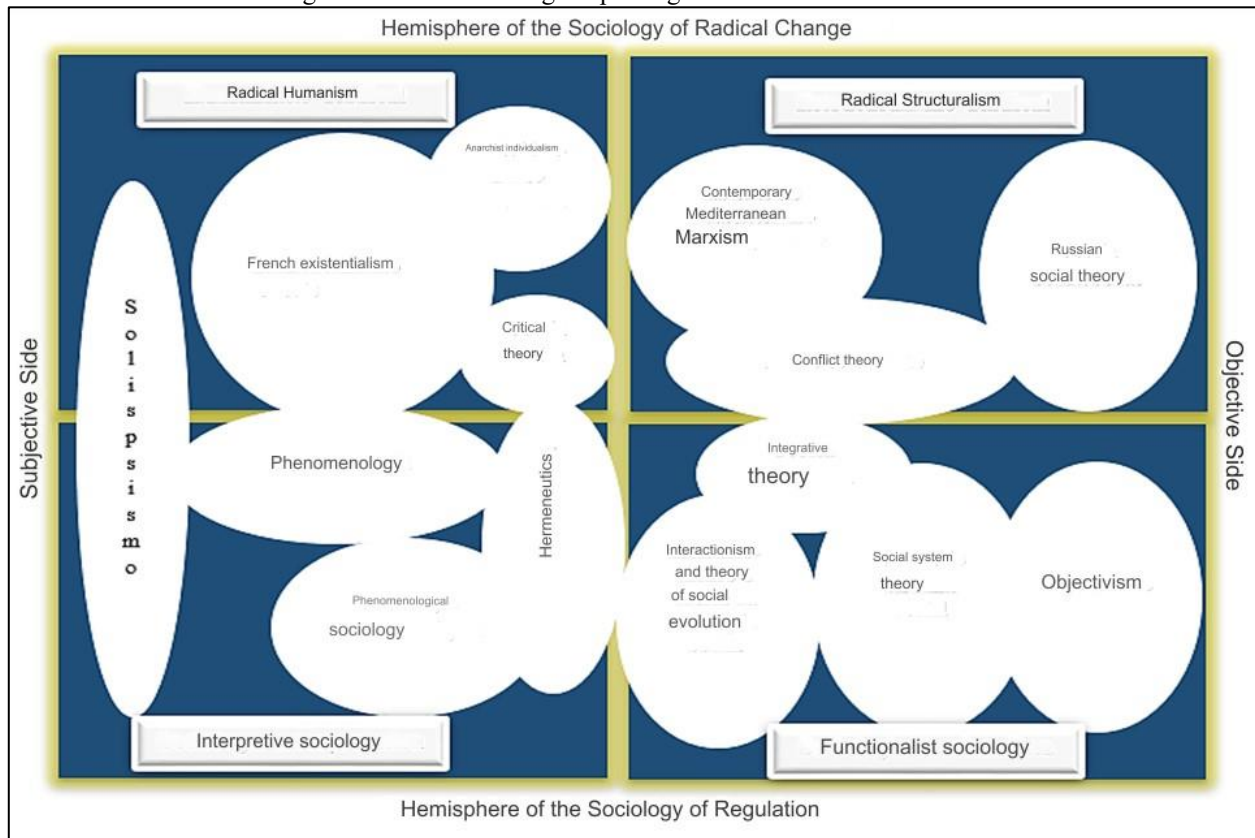 Hemisphere of the Sociology of Radical Change
Radical Humanism
Radical Structuralism
Anarchist individualism
French existentialism
Critical
theory
Contemporary
Mediterranean
Marxism
Russian
social theory
Conflict theory
Subjective Side
Solispsismo
Objective Side
Phenomenology
Hermeneutics
Phenomenological
sociology
Integrative
theory
Interactionism
and theory
of social
evolution
Social system
theory
Objectivism
Interpretive sociology
Functionalist sociology
Hemisphere of the Sociology of Regulation